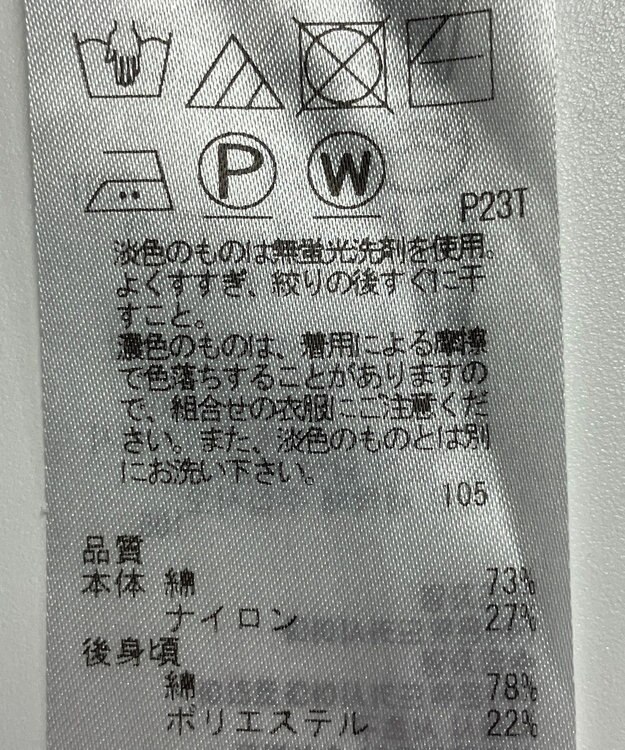 P W
P23T
淡色のものは無蛍光洗剤を使用。
よくすすぎ、絞りの後すぐに干
すこと。
濃色のものは、着用による摩擦
で色落ちすることがありますの
で、組合せの衣服にご注意くだ
さい。また、淡色のものとは別
にお洗い下さい。
105
品質
本体 綿 73%
ナイロン 27%
後身頃
綿 78%
ポリエステル 22%